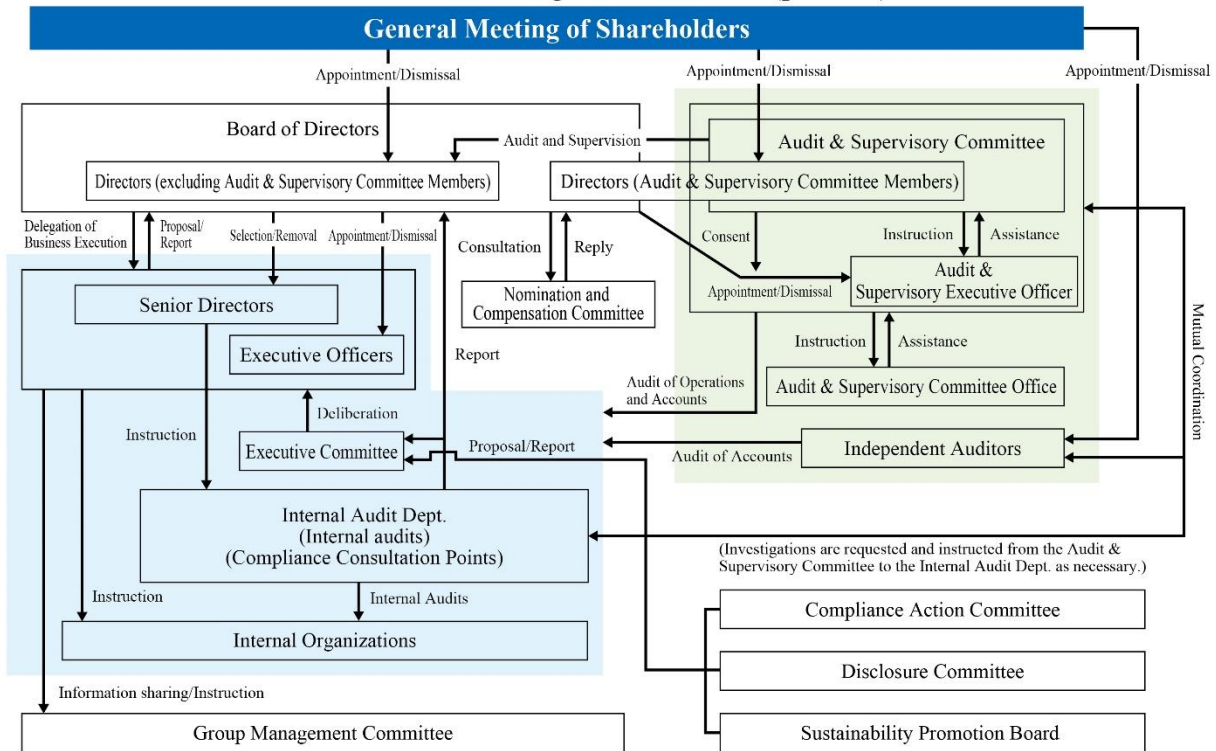 General Meeting of Shareholders
Appointment/Dismissal
Appointment/Dismissal
Appointment/Dismissal
Board of Directors
Audit and Supervision
Audit & Supervisory Committee
Directors (excluding Audit & Supervisory Committee Members)
Directors (Audit & Supervisory Committee Members)
Delegation of
Business Execution
Proposal/
Report
Selection/Removal
Appointment/Dismissal
Consultation
Reply
Consent
Instruction
Assistance
Senior Directors
Nomination and
Compensation Committee
Appointment/Dismissal
Audit &
Supervisory Executive Officer
Executive Officers
Report
Instruction
Assistance
Mutual Coordination
Audit of Operations
and Accounts
Audit & Supervisory Committee Office
Deliberation
Instruction
Executive Committee
Proposal/Report
Audit of Accounts
Independent Auditors
Internal Audit Dept.
(Internal audits)
(Compliance Consultation Points)
(Investigations are requested and instructed from the Audit &
Supervisory Committee to the Internal Audit Dept. as necessary.)
Instruction
Internal Audits
Compliance Action Committee
Internal Organizations
Disclosure Committee
Information sharing/Instruction
Group Management Committee
Sustainability Promotion Board